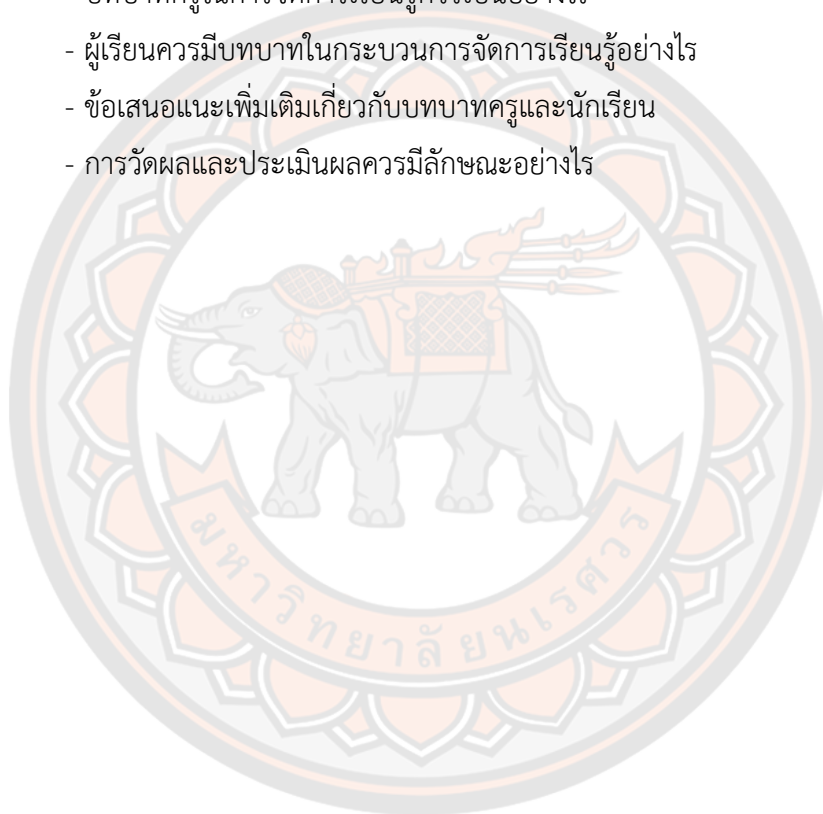 - ผู้เรียนควรมีบทบาทในกระบวนการจัดการเรียนรู้อย่างไร
- ข้อเสนอแนะเพิ่มเติมเกี่ยวกับบทบาทครูและนักเรียน
- การวัดผลและประเมินผลควรมีลักษณะอย่างไร
มหาวิทยาลัยนเรศวร